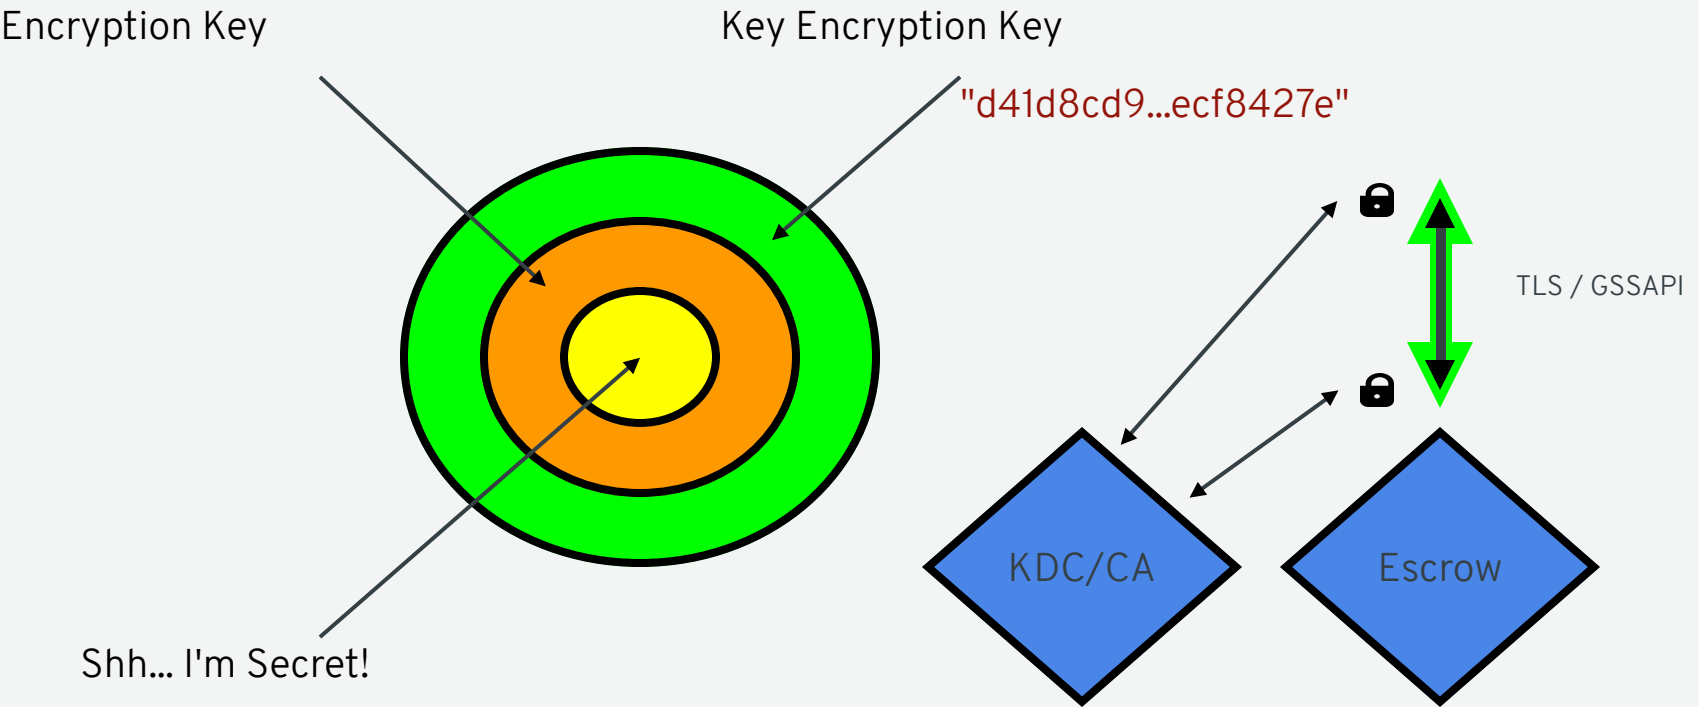 Encryption Key
Key Encryption Key
"d41d8cd9...ecf8427e"
TLS / GSSAPI
KDC/CA
Escrow
Shh... I'm Secret!